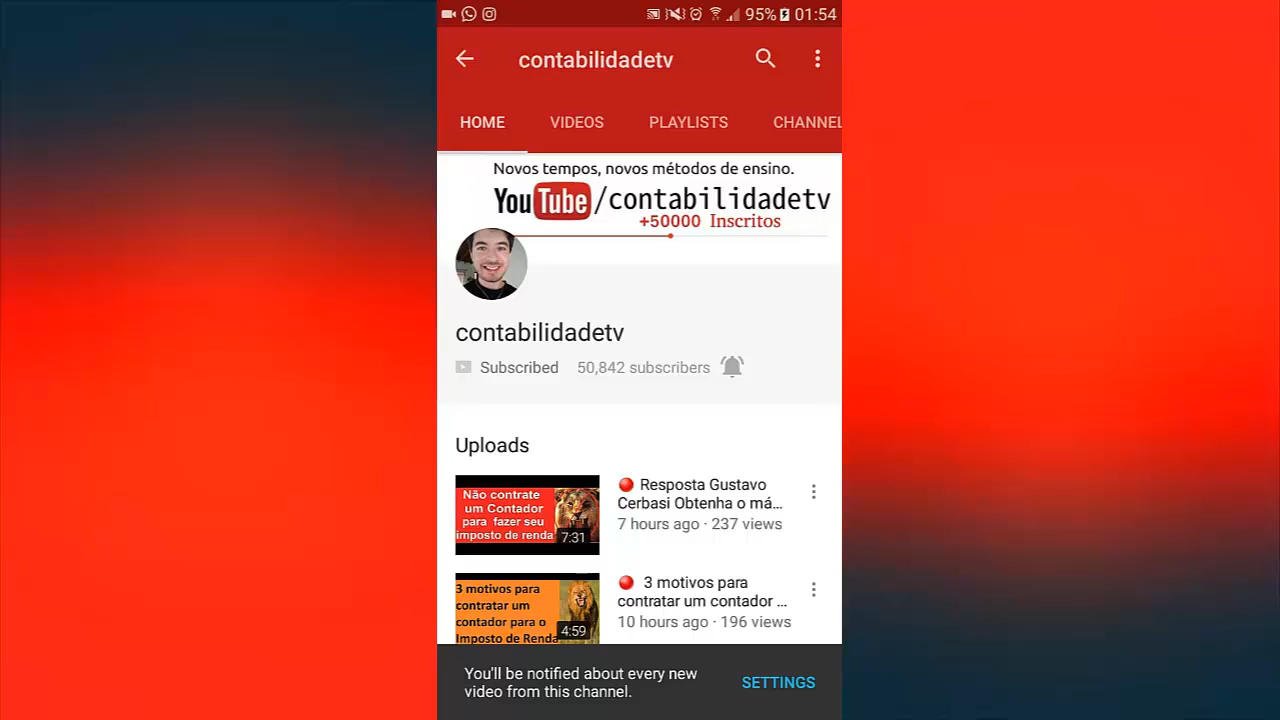 95% 01:54
contabilidadetv
HOME VIDEOS PLAYLISTS CHANNEL
Novos tempos, novos métodos de ensino.
YouTube/contabilidadetv
+50000 Inscritos
contabilidadetv
Subscribed 50,842 subscribers
Uploads
Não contrate
um Contador
para fazer seu
imposto de renda
7:31
Resposta Gustavo
Cerbasi Obtenha o má...
7 hours ago · 237 views
3 motivos para
contratar um
contador para o
Imposto de Renda
4:59
3 motivos para
contratar um contador ...
10 hours ago · 196 views
You'll be notified about every new
video from this channel.
SETTINGS